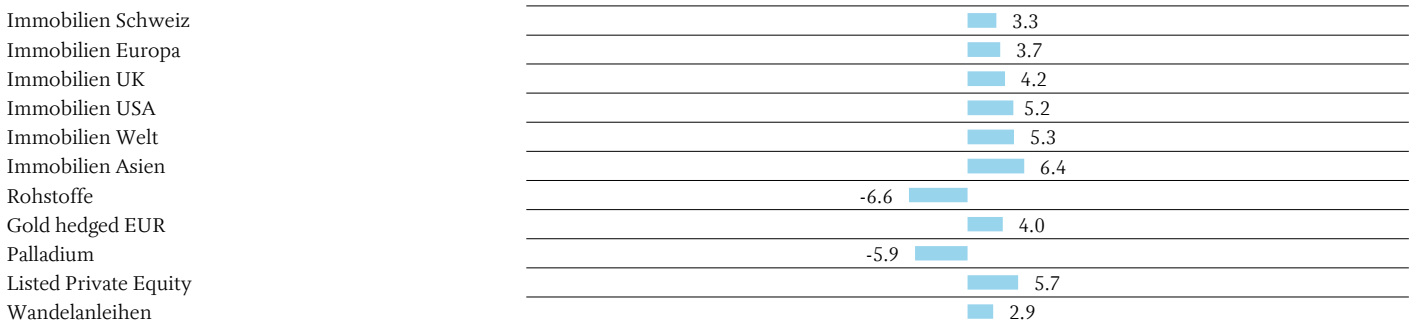 Immobilien Schweiz 3.3
Immobilien Europa 3.7
Immobilien UK 4.2
Immobilien USA 5.2
Immobilien Welt 5.3
Immobilien Asien 6.4
Rohstoffe -6.6
Gold hedged EUR 4.0
Palladium -5.9
Listed Private Equity 5.7
Wandelanleihen 2.9